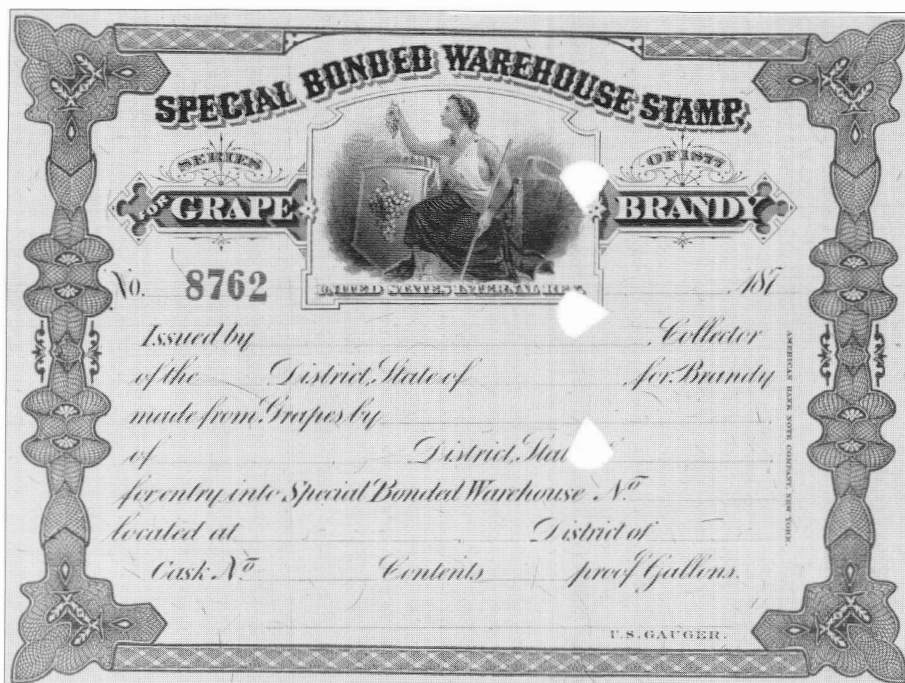 SPECIAL BONDED WAREHOUSE STAMP,
SERIES OF 1877
FOR GRAPE BRANDY
UNITED STATES INTERNAL REV.
No. 8762 187
Issued by Collector
of the District, State of for Brandy
made from Grapes by
of District, State
for entry into Special Bonded Warehouse No
located at District of
Cask No Contents proof Gallons.
U.S. GAUGER.
AMERICAN BANK NOTE COMPANY, NEW YORK.